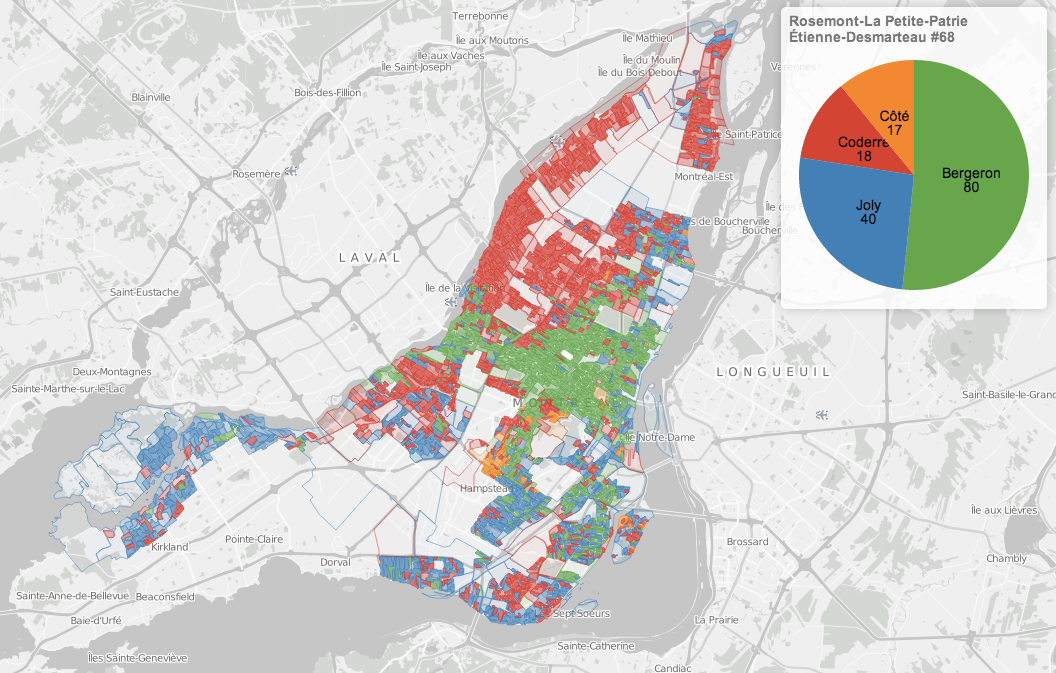 Rosemont-La Petite-Patrie
Étienne-Desmarteau #68
Côté
17
Coderre
18
Bergeron
80
Joly
40
Terrebonne
Île aux Moutons
Île Mathieu
Île aux Vaches
Île Saint-Joseph
Île du Moulin
Île du Bois Debout
Varennes
Blainville
Bois-des-Fillion
Saint-Patrice
Rosemère
Montréal-Est
Île des
s de Boucherville
Boucherville
LAVAL
Île de la Visitation
Saint-Eustache
Deux-Montagnes
Sainte-Marthe-sur-le-Lac
LONGUEUIL
Saint-Basile-le-Grand
M
Île Notre-Dame
Hampstead
Île aux Lièvres
Kirkland
Pointe-Claire
Brossard
Dorval
Chambly
Sainte-Anne-de-Bellevue
Beaconsfield
Baie-d'Urfé
Sept Soeurs
La Prairie
Sainte-Catherine
Îles Sainte-Geneviève
Candiac